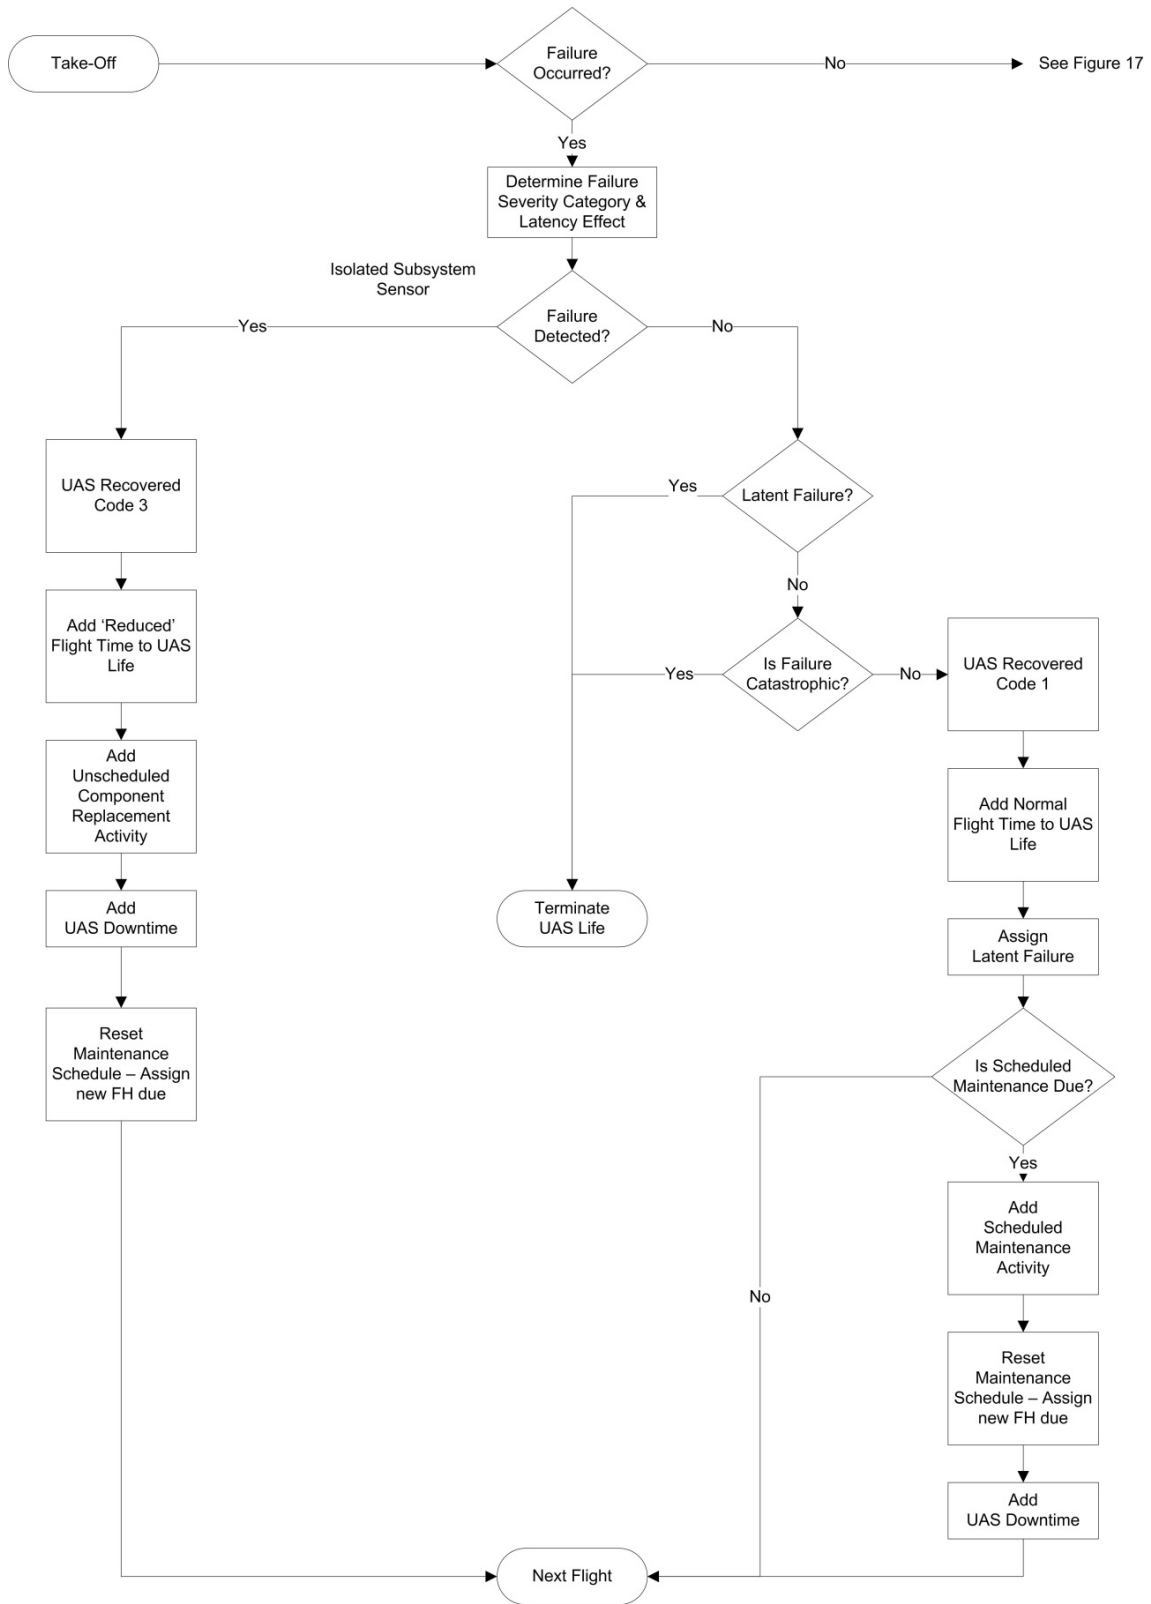 Take-Off
Failure
Occurred?
No
See Figure 17
Yes
Determine Failure
Severity Category &
Latency Effect
Isolated Subsystem
Sensor
Failure
Detected?
Yes
No
UAS Recovered
Code 3
Latent Failure?
Yes
No
Add ‘Reduced’
Flight Time to UAS
Life
Is Failure
Catastrophic?
Yes
No
UAS Recovered
Code 1
Add
Unscheduled
Component
Replacement
Activity
Add Normal
Flight Time to UAS
Life
Add
UAS Downtime
Terminate
UAS Life
Assign
Latent Failure
Reset
Maintenance
Schedule – Assign
new FH due
Is Scheduled
Maintenance Due?
Yes
No
Add
Scheduled
Maintenance
Activity
Reset
Maintenance
Schedule – Assign
new FH due
Add
UAS Downtime
Next Flight